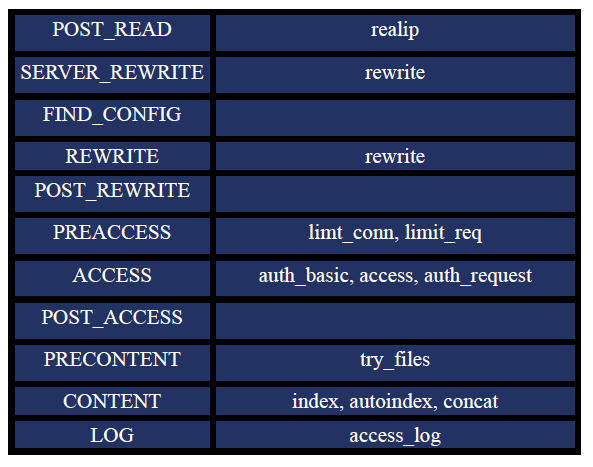 POST_READ realip
SERVER_REWRITE rewrite
FIND_CONFIG
REWRITE rewrite
POST_REWRITE
PREACCESS limt_conn, limit_req
ACCESS auth_basic, access, auth_request
POST_ACCESS
PRECONTENT try_files
CONTENT index, autoindex, concat
LOG access_log